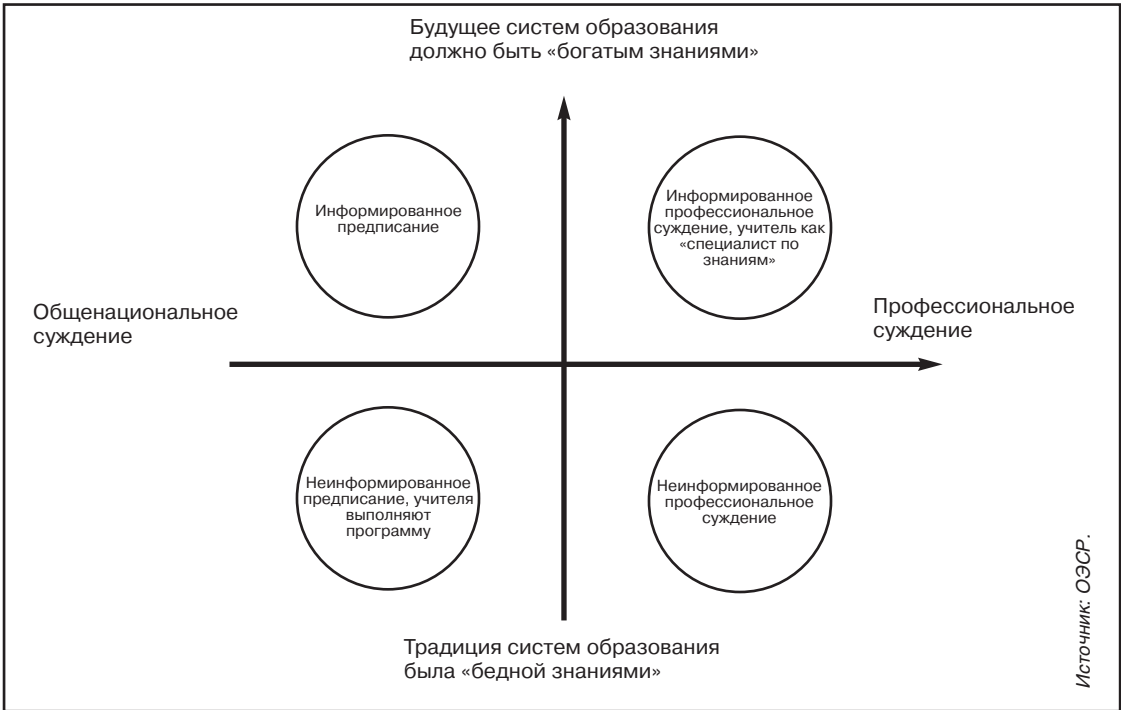 Будущее систем образования
должно быть «богатым знаниями»
Информированное
предписание
Информированное
профессиональное
суждение, учитель как
«специалист по
знаниям»
Общенациональное
суждение
Профессиональное
суждение
Неинформированное
предписание, учителя
выполняют
программу
Неинформированное
профессиональное
суждение
Традиция систем образования
была «бедной знаниями»
Источник: ОЭСР.